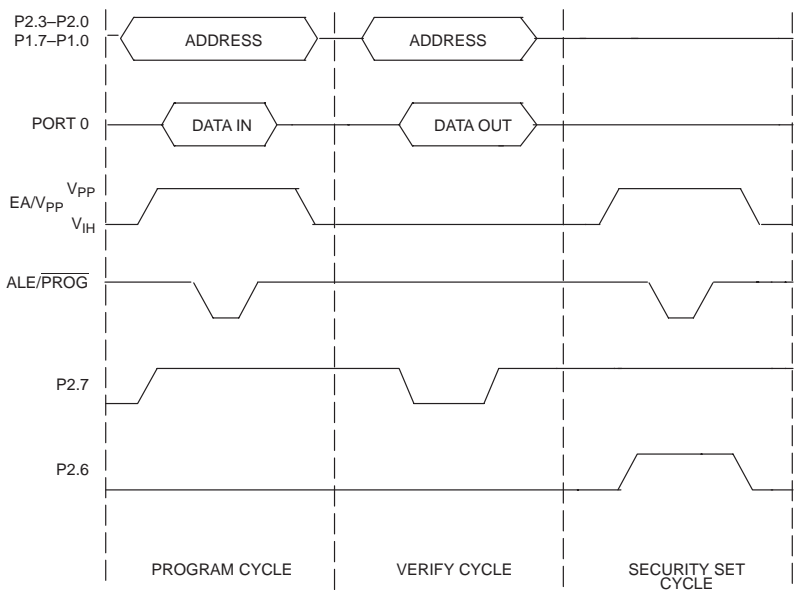 P2.3–P2.0
P1.7–P1.0
ADDRESS
ADDRESS
PORT 0
DATA IN
DATA OUT
EA/VPP
VPP
VIH
ALE/PROG
P2.7
P2.6
PROGRAM CYCLE
VERIFY CYCLE
SECURITY SET
CYCLE